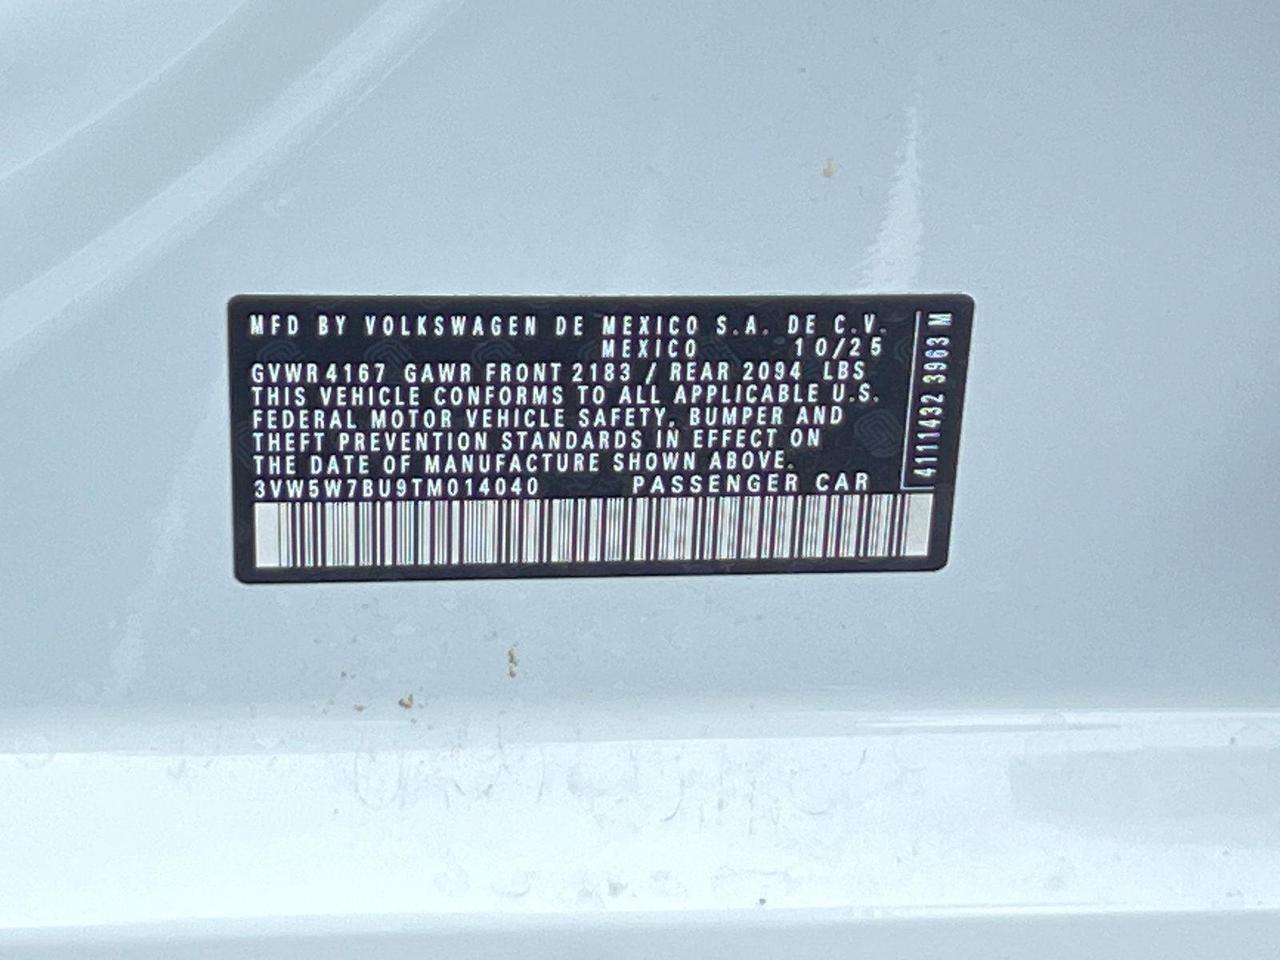 MFD BY VOLKSWAGEN DE MEXICO S.A. DE C.V.
MEXICO 10/25
GVWR 4167 GAWR FRONT 2183 / REAR 2094 LBS
THIS VEHICLE CONFORMS TO ALL APPLICABLE U.S.
FEDERAL MOTOR VEHICLE SAFETY, BUMPER AND
THEFT PREVENTION STANDARDS IN EFFECT ON
THE DATE OF MANUFACTURE SHOWN ABOVE.
3VW5W7BU9TM014040 PASSENGER CAR
4111432 3963 M